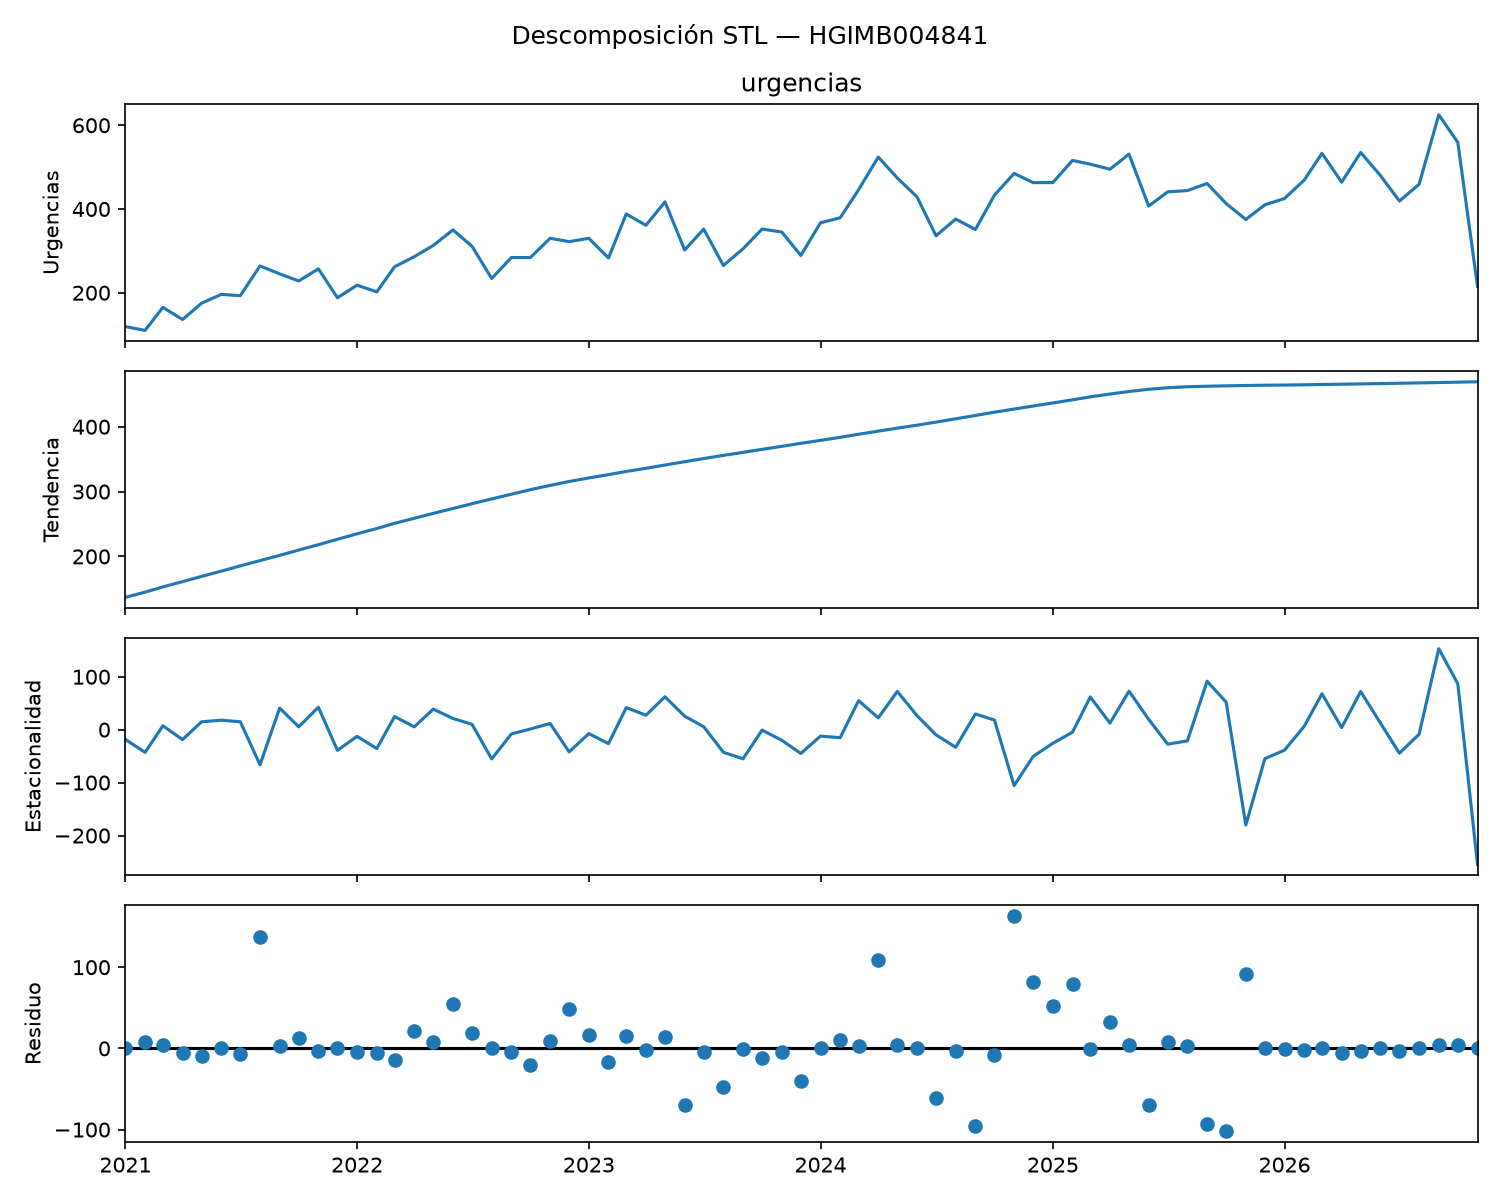 Descomposición STL — HGIMB004841
urgencias
Urgencias
600
400
200
Tendencia
400
300
200
Estacionalidad
100
0
−100
−200
Residuo
100
0
−100
2021 2022 2023 2024 2025 2026